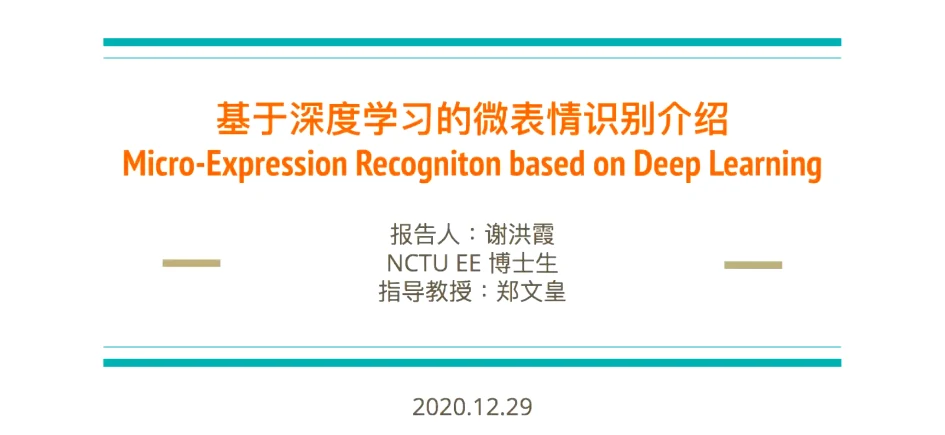 基于深度学习的微表情识别介绍
Micro-Expression Recogniton based on Deep Learning
报告人：谢洪霞
NCTU EE 博士生
指导教授：郑文皇
2020.12.29